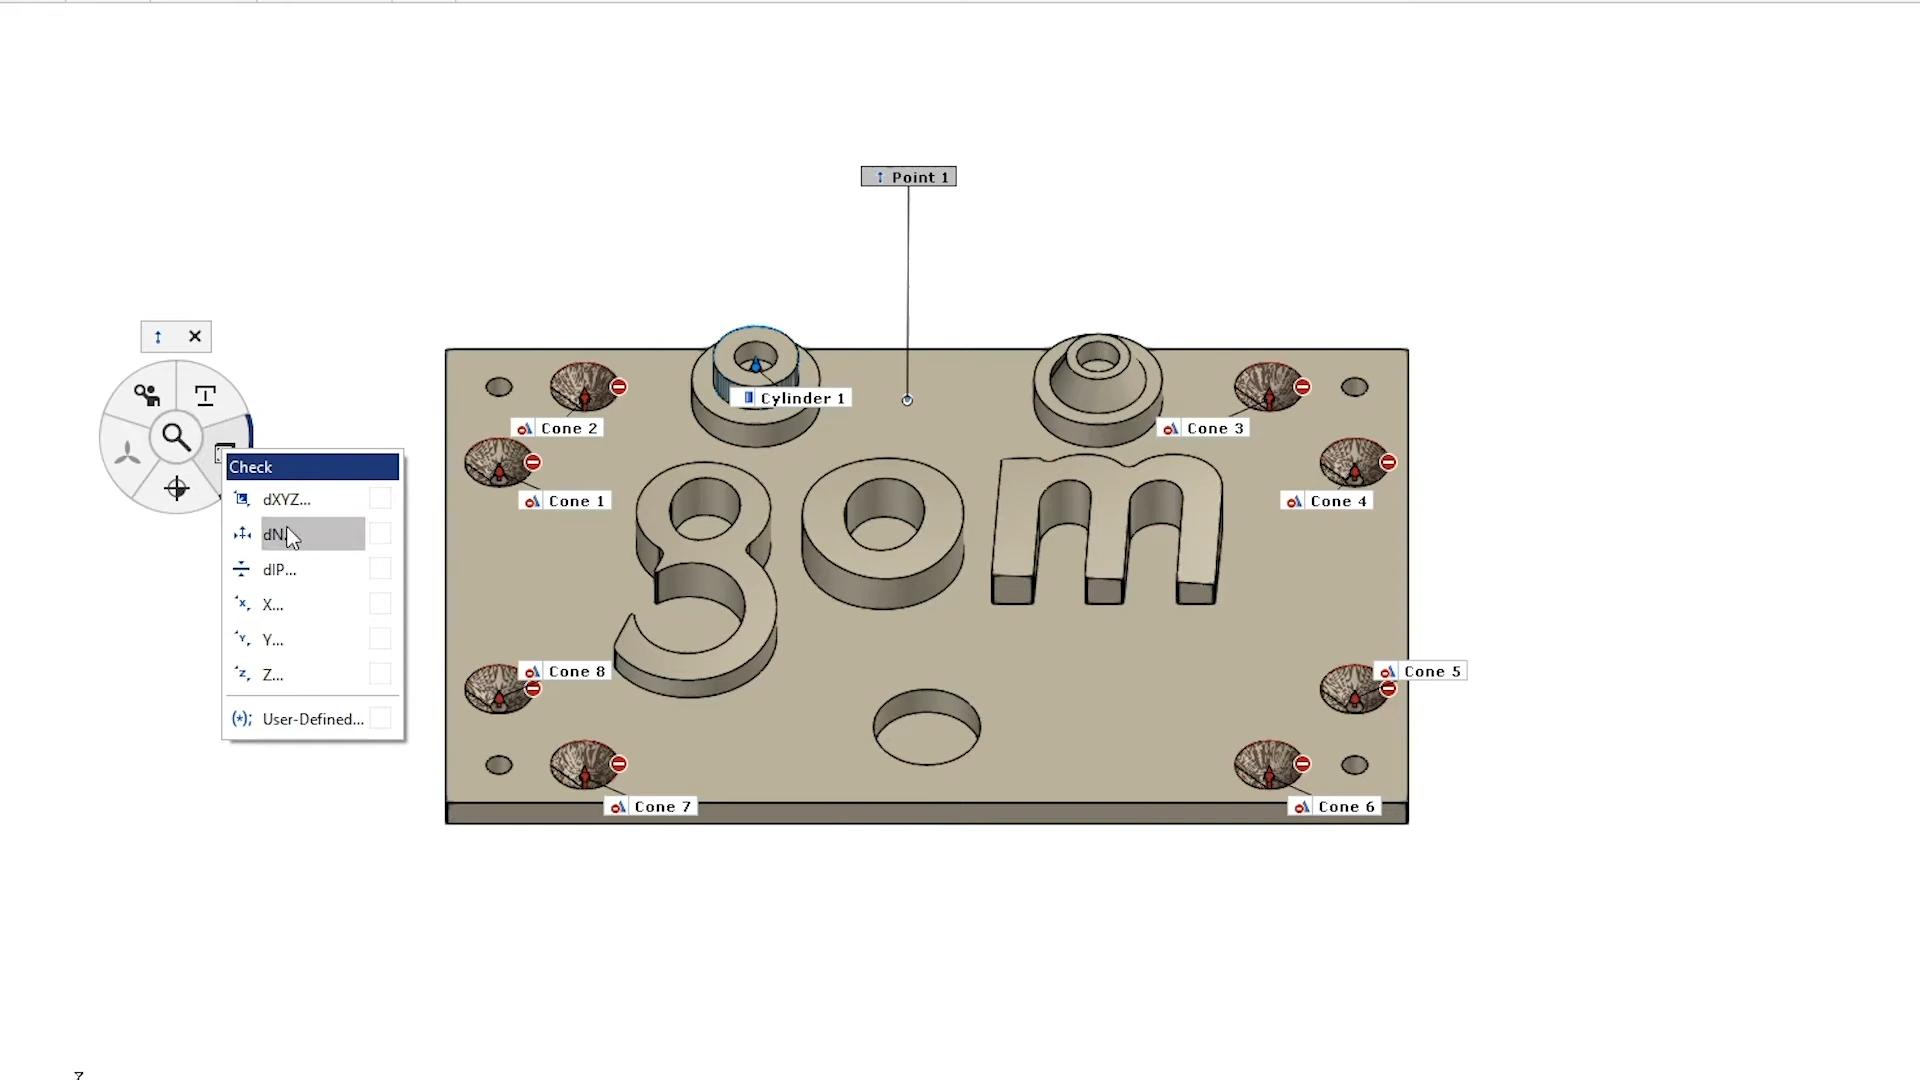 Point 1
Cylinder 1
Cone 2
Cone 3
Check
dXYZ...
Cone 1
Cone 4
dN...
dIP...
X...
Y...
Z...
gom
Cone 8
Cone 5
User-Defined...
Cone 7
Cone 6